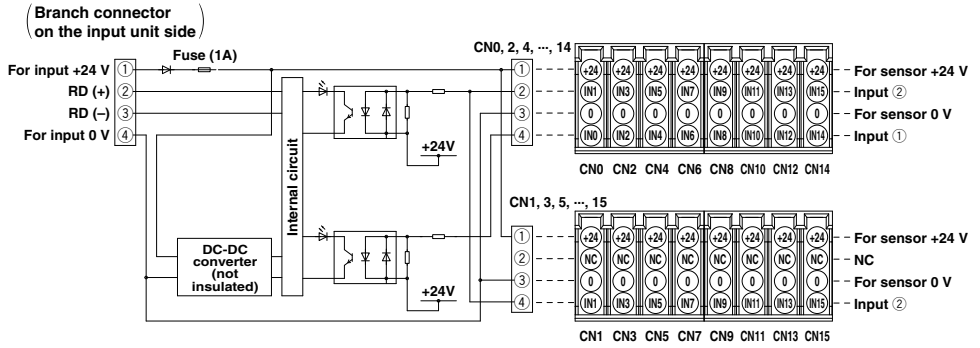 Branch connector
on the input unit side
Fuse (1A)
For input +24 V ①
RD (+) ②
RD (−) ③
For input 0 V ④
Internal circuit
DC-DC
converter
(not
insulated)
+24V
+24V
CN0, 2, 4, ···, 14
①
②
③
④
+24 +24 +24 +24 +24 +24 +24 +24
IN1 IN3 IN5 IN7 IN9 IN11 IN13 IN15
0 0 0 0 0 0 0 0
IN0 IN2 IN4 IN6 IN8 IN10 IN12 IN14
For sensor +24 V
Input ②
For sensor 0 V
Input ①
CN0 CN2 CN4 CN6 CN8 CN10 CN12 CN14
CN1, 3, 5, ···, 15
①
②
③
④
+24 +24 +24 +24 +24 +24 +24 +24
NC NC NC NC NC NC NC NC
0 0 0 0 0 0 0 0
IN1 IN3 IN5 IN7 IN9 IN11 IN13 IN15
For sensor +24 V
NC
For sensor 0 V
Input ②
CN1 CN3 CN5 CN7 CN9 CN11 CN13 CN15